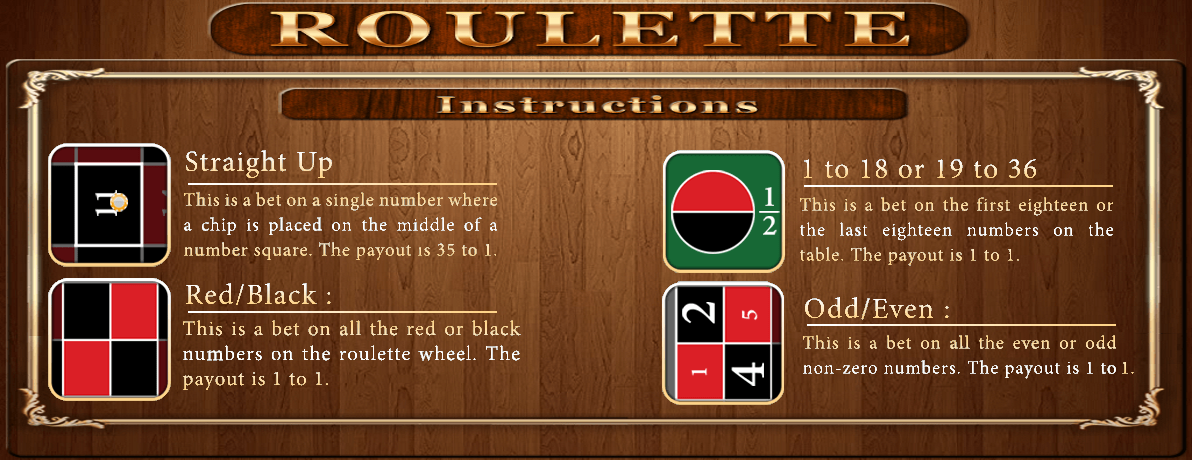 ROULETTE
Instructions
11
Straight Up
This is a bet on a single number where
a chip is placed on the middle of a
number square. The payout is 35 to 1.
Red/Black :
This is a bet on all the red or black
numbers on the roulette wheel. The
payout is 1 to 1.
1
2
1 to 18 or 19 to 36
This is a bet on the first eighteen or
the last eighteen numbers on the
table. The payout is 1 to 1.
2 5
1 4
Odd/Even :
This is a bet on all the even or odd
non-zero numbers. The payout is 1 to 1.